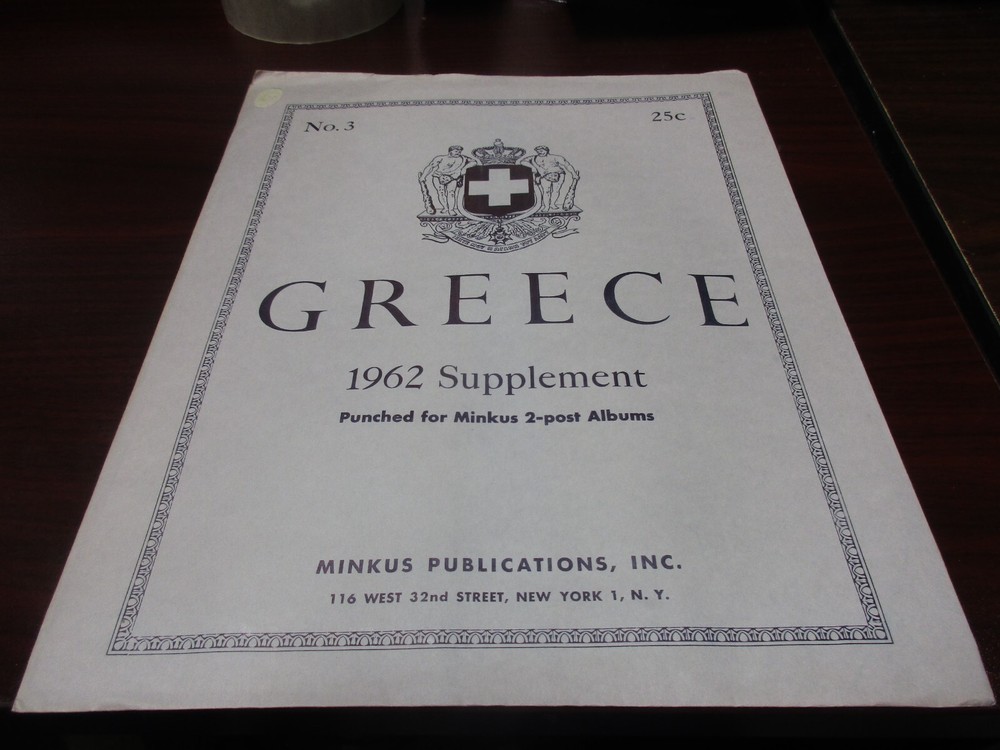 No. 3
25c
GREECE
1962 Supplement
Punched for Minkus 2-post Albums
MINKUS PUBLICATIONS, INC.
116 WEST 32nd STREET, NEW YORK 1, N. Y.